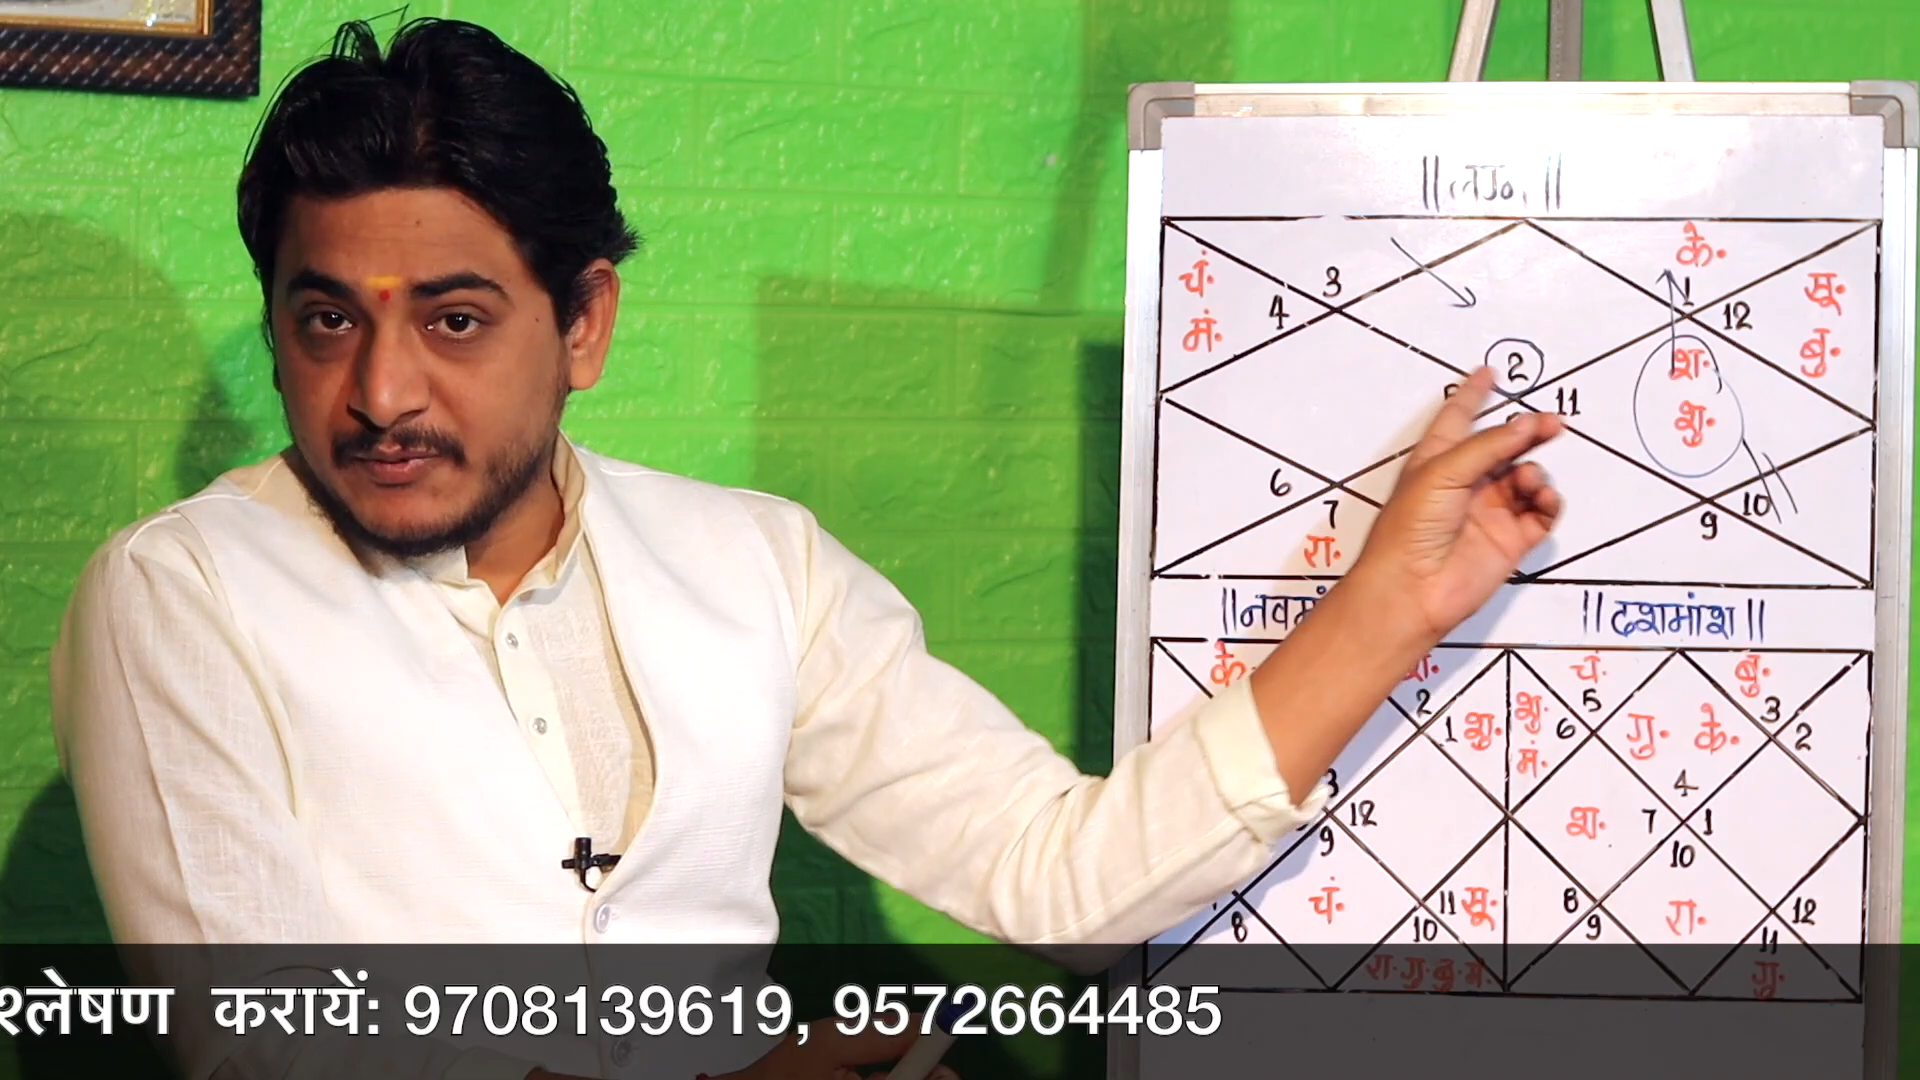 || लग्न ||
के.
चं.
3
1
सू.
4
12
मं.
श.
बु.
2
11
शु.
6
10
7
9
रा.
|| दशमांश ||
के.
चं.
बु.
2
5
3
1
शु.
शु.
6
गु.
के.
2
मं.
4
3
12
श.
7
1
9
10
चं.
11
सू.
8
रा.
12
8
10
9
11
रा. गु. बु. मं.
गु.
करायें: 9708139619, 9572664485